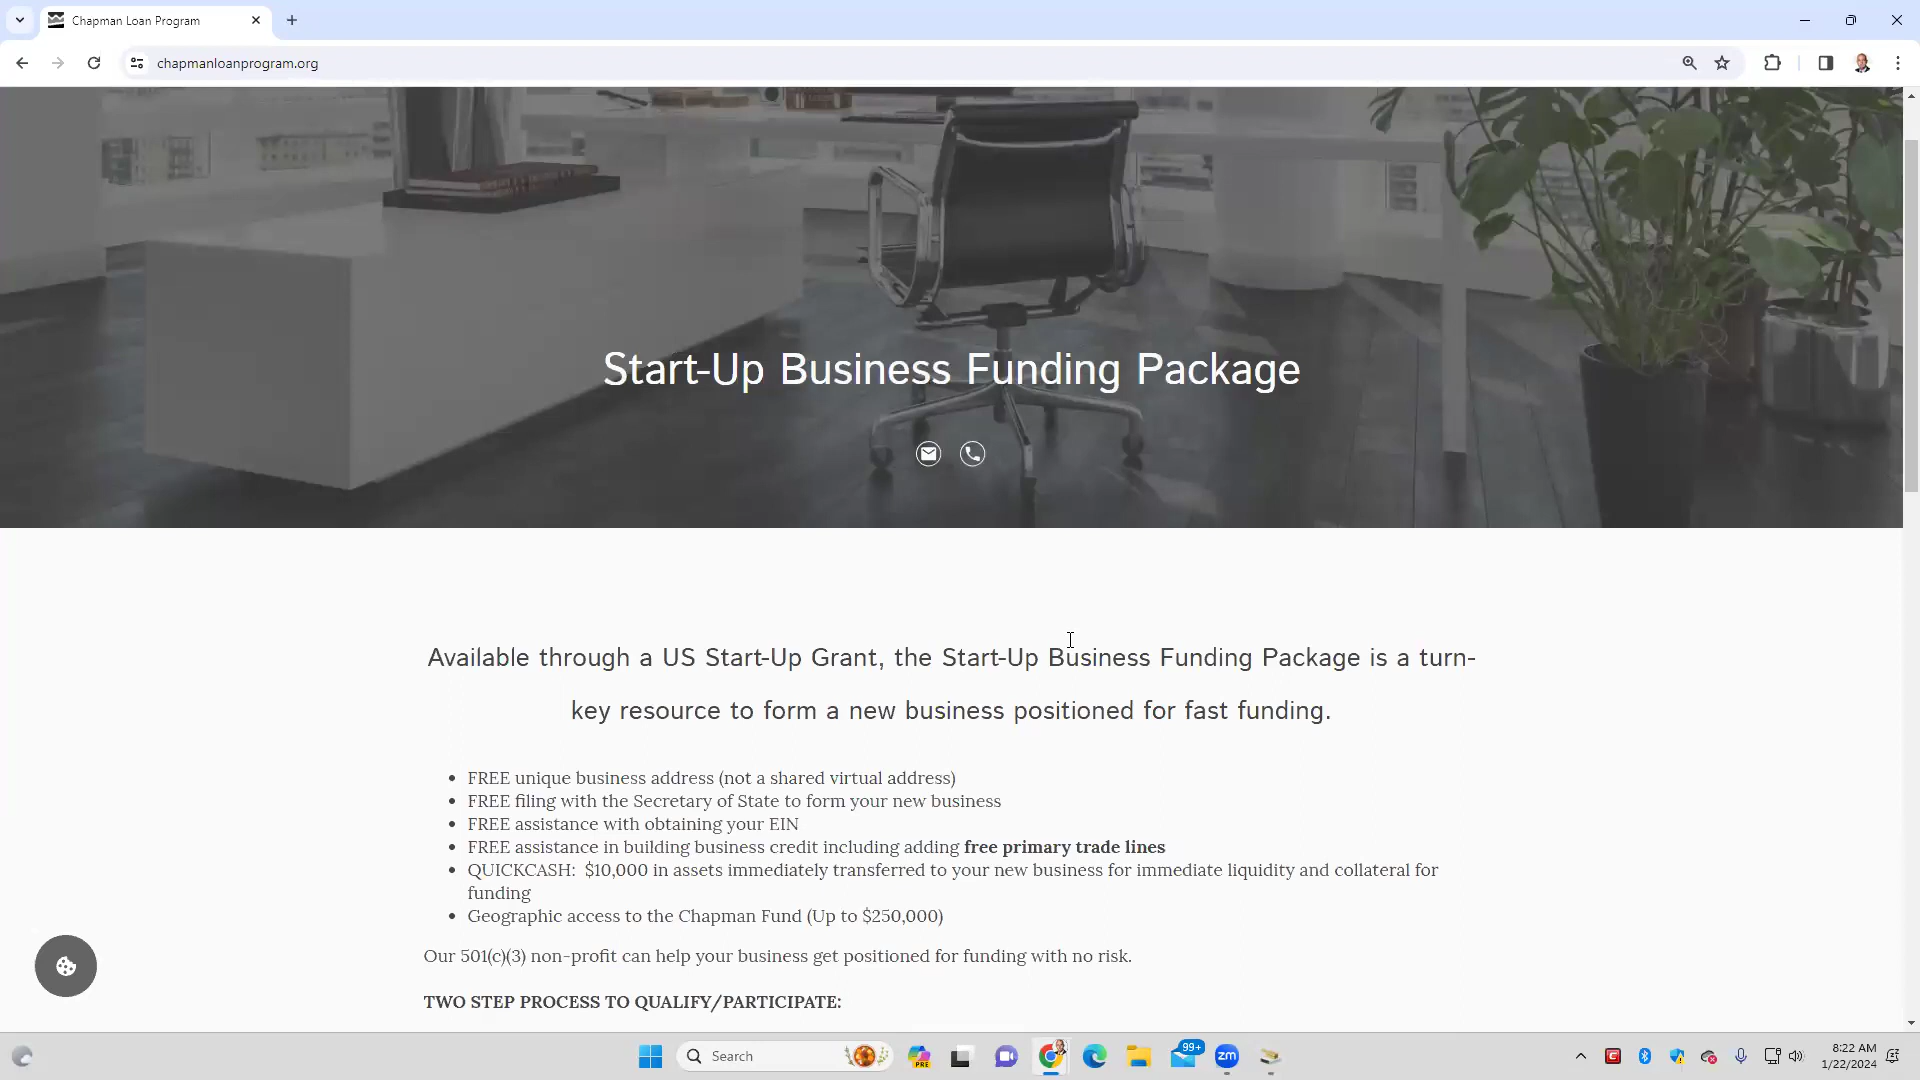 Chapman Loan Program
chapmanloanprogram.org
Start-Up Business Funding Package
Available through a US Start-Up Grant, the Start-Up Business Funding Package is a turn-
key resource to form a new business positioned for fast funding.
• FREE unique business address (not a shared virtual address)
• FREE filing with the Secretary of State to form your new business
• FREE assistance with obtaining your EIN
• FREE assistance in building business credit including adding free primary trade lines
• QUICKCASH: $10,000 in assets immediately transferred to your new business for immediate liquidity and collateral for
funding
• Geographic access to the Chapman Fund (Up to $250,000)
Our 501(c)(3) non-profit can help your business get positioned for funding with no risk.
TWO STEP PROCESS TO QUALIFY/PARTICIPATE:
Search
PRE
99+
zm
C
8:22 AM
1/22/2024